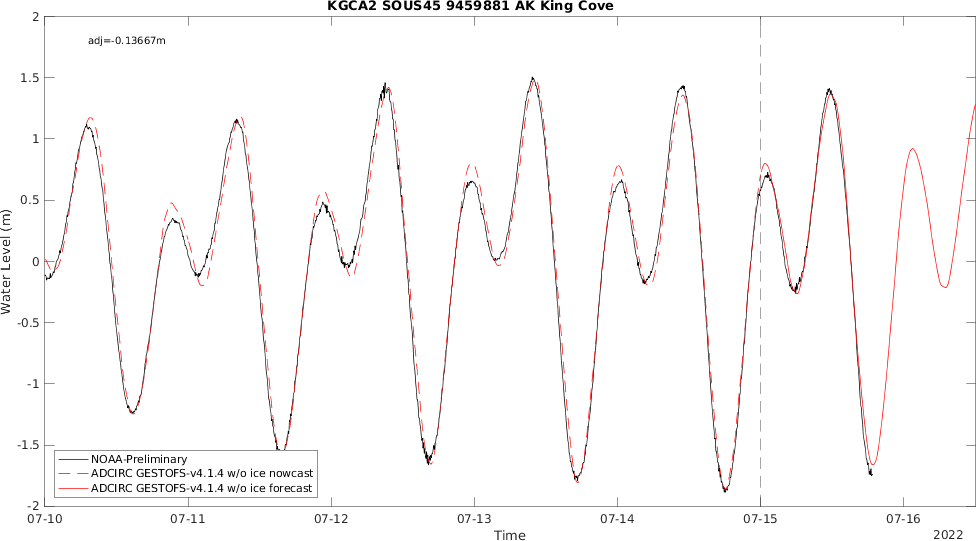 KGCA2 SOUS45 9459881 AK King Cove
adj=-0.13667m
2
1.5
1
0.5
0
-0.5
-1
-1.5
-2
Water Level (m)
NOAA-Preliminary
ADCIRC GESTOFS-v4.1.4 w/o ice nowcast
ADCIRC GESTOFS-v4.1.4 w/o ice forecast
07-10 07-11 07-12 07-13 07-14 07-15 07-16
Time
2022